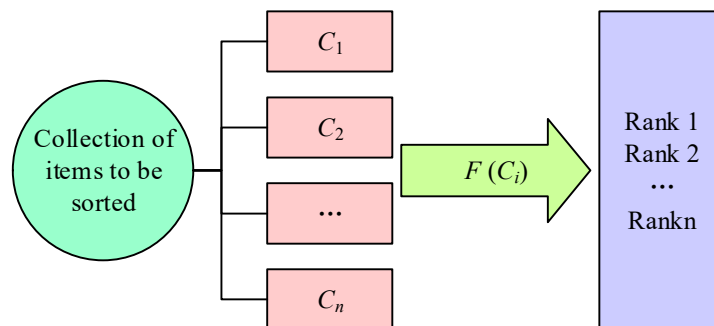 Collection of
items to be
sorted
C₁
C₂
...
Cₙ
F (Cᵢ)
Rank 1
Rank 2
...
Rankn